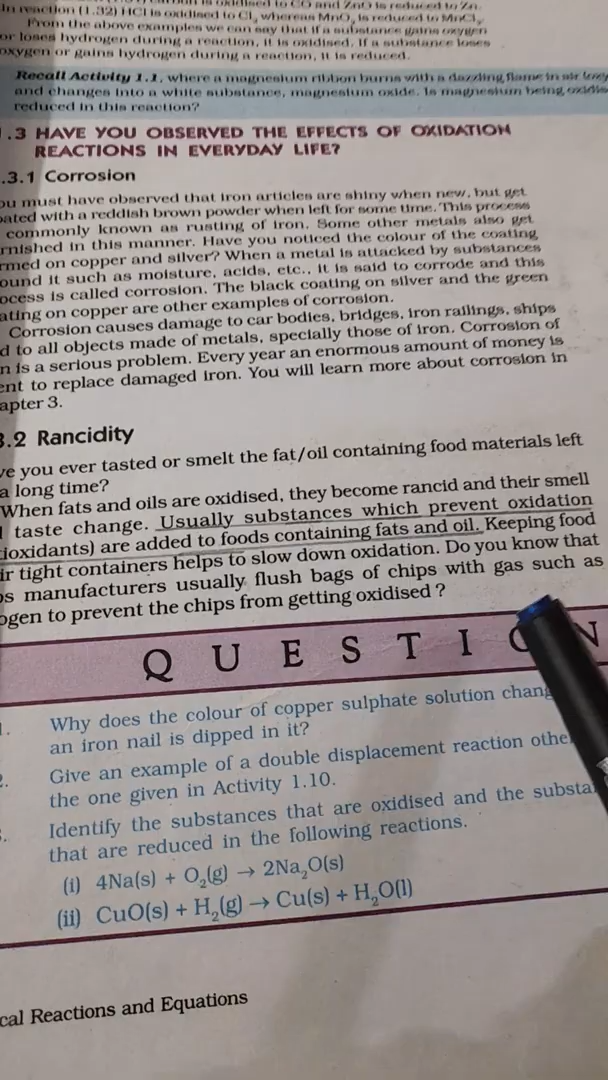 In reaction (1.32) HCl is oxidised to Cl2 whereas MnO2 is reduced to MnCl2.
From the above examples we can say that if a substance gains oxygen
or loses hydrogen during a reaction, it is oxidised. If a substance loses
oxygen or gains hydrogen during a reaction, it is reduced.
Recall Activity 1.1, where a magnesium ribbon burns with a dazzling flame in air
and changes into a white substance, magnesium oxide. Is magnesium being
reduced in this reaction?
.3 HAVE YOU OBSERVED THE EFFECTS OF OXIDATION
REACTIONS IN EVERYDAY LIFE?
.3.1 Corrosion
ou must have observed that iron articles are shiny when new, but get
oated with a reddish brown powder when left for some time. This process
commonly known as rusting of iron. Some other metals also get
rnished in this manner. Have you noticed the colour of the coating
rmed on copper and silver? When a metal is attacked by substances
ound it such as moisture, acids, etc., it is said to corrode and this
ocess is called corrosion. The black coating on silver and the green
ating on copper are other examples of corrosion.
Corrosion causes damage to car bodies, bridges, iron railings, ships
d to all objects made of metals, specially those of iron. Corrosion of
n is a serious problem. Every year an enormous amount of money is
ent to replace damaged iron. You will learn more about corrosion in
apter 3.
3.2 Rancidity
ve you ever tasted or smelt the fat/oil containing food materials left
a long time?
When fats and oils are oxidised, they become rancid and their smell
taste change. Usually substances which prevent oxidation
tioxidants) are added to foods containing fats and oil. Keeping food
ir tight containers helps to slow down oxidation. Do you know that
ps manufacturers usually flush bags of chips with gas such as
ogen to prevent the chips from getting oxidised ?
Q U E S T I O N
1. Why does the colour of copper sulphate solution chang
an iron nail is dipped in it?
2. Give an example of a double displacement reaction othe
the one given in Activity 1.10.
3. Identify the substances that are oxidised and the substa
that are reduced in the following reactions.
(i) 4Na(s) + O2(g) → 2Na2O(s)
(ii) CuO(s) + H2(g) → Cu(s) + H2O(l)
cal Reactions and Equations